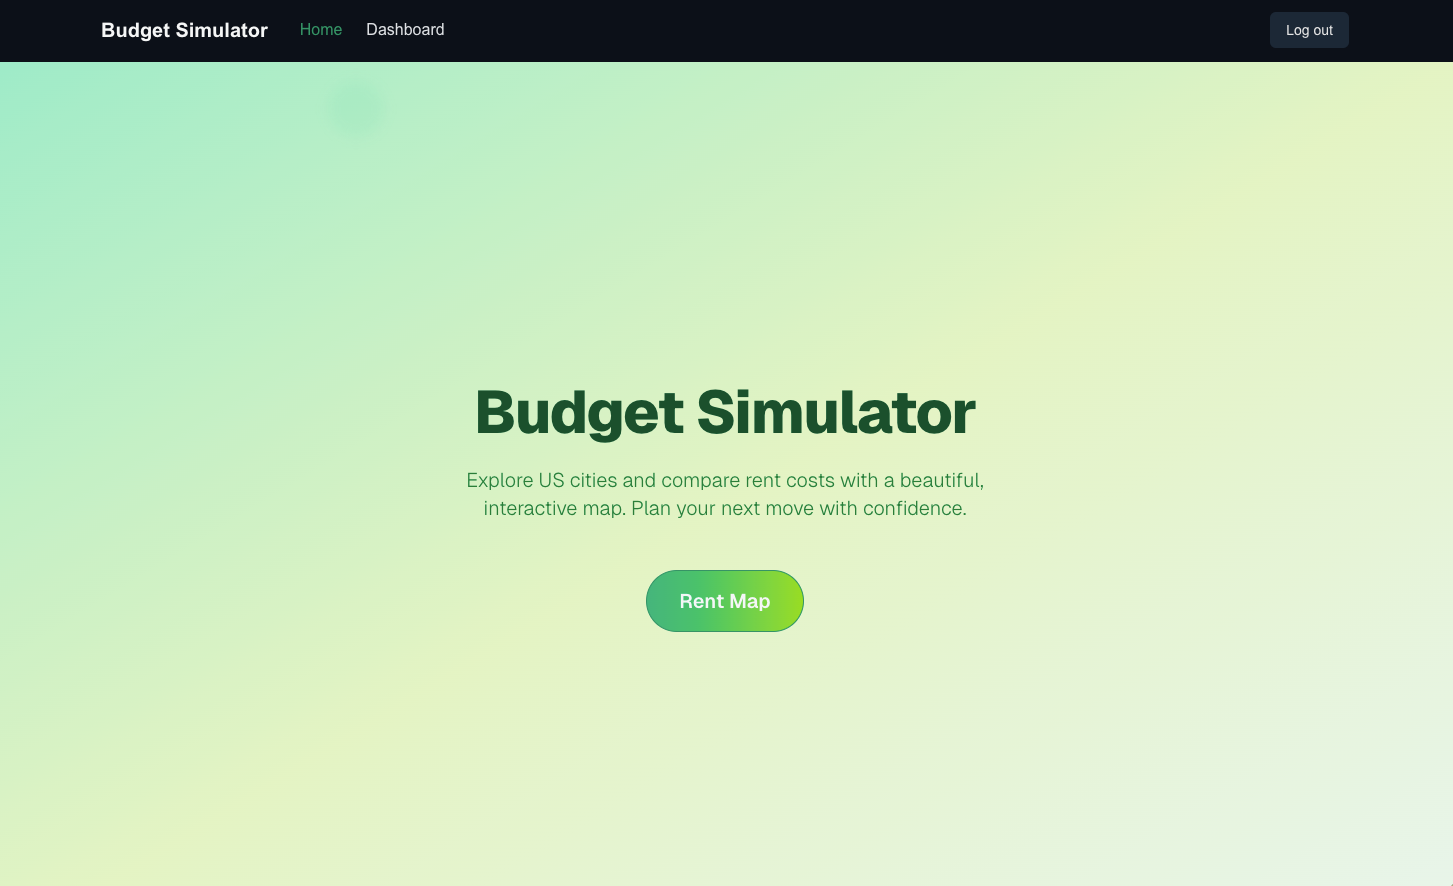 Budget Simulator Home Dashboard Log out
Budget Simulator
Explore US cities and compare rent costs with a beautiful,
interactive map. Plan your next move with confidence.
Rent Map